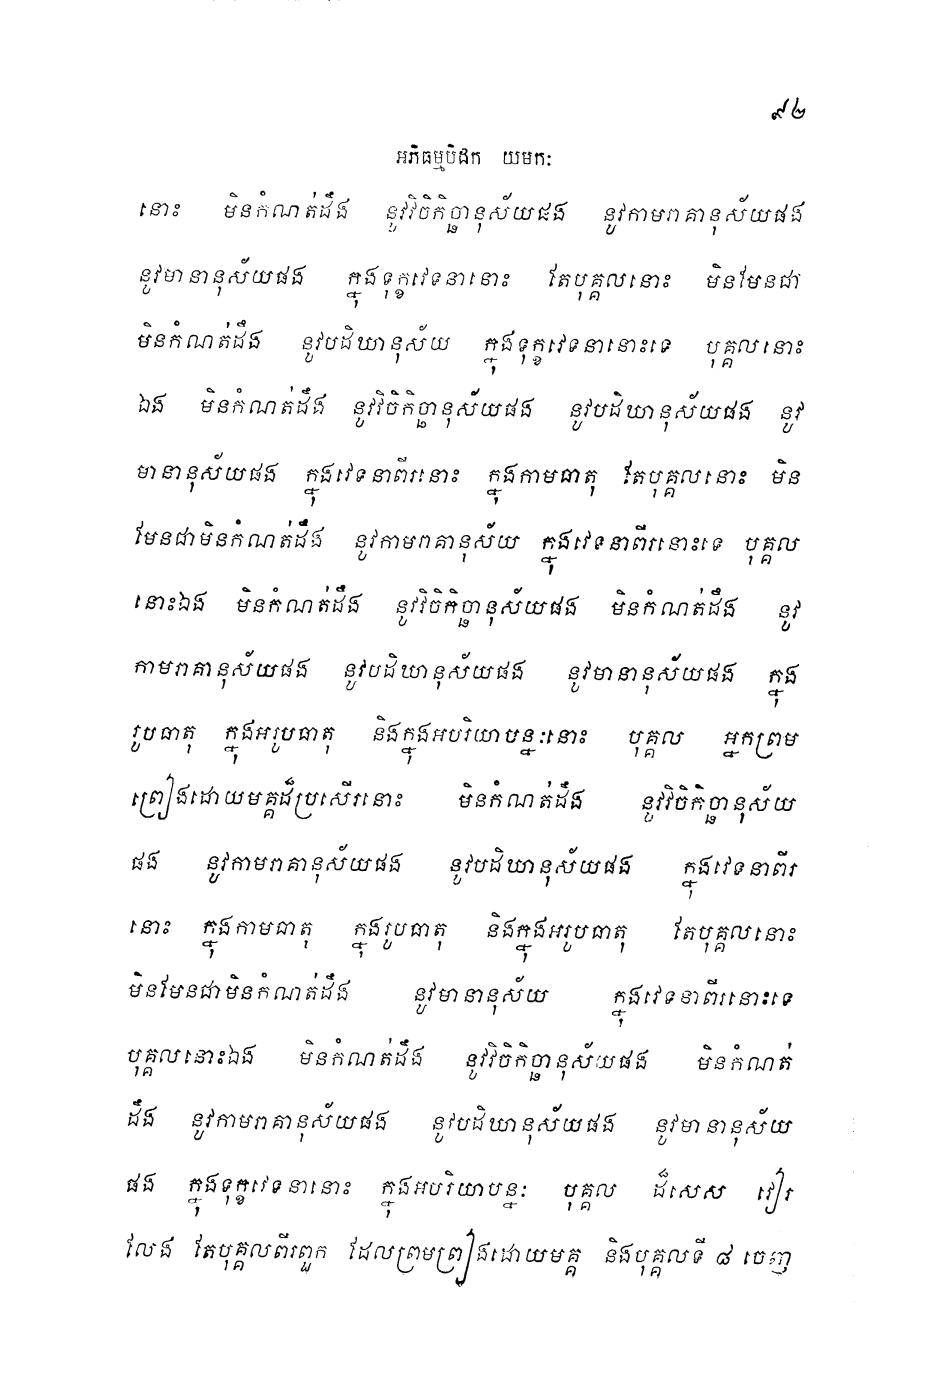 ៩២
អភិធម្មបិដក យមកៈ
នោះ មិនកំណត់ដឹង នូវវិចិកិច្ឆានុស័យផង នូវកាមរាគានុស័យផង
នូវមានានុស័យផង ក្នុងទុក្ខវេទនានោះ តែបុគ្គលនោះ មិនមែនជា
មិនកំណត់ដឹង នូវបដិឃានុស័យ ក្នុងទុក្ខវេទនានោះទេ បុគ្គលនោះ
ឯង មិនកំណត់ដឹង នូវវិចិកិច្ឆានុស័យផង នូវបដិឃានុស័យផង នូវ
មានានុស័យផង ក្នុងវេទនាពីរនោះ ក្នុងកាមធាតុ តែបុគ្គលនោះ មិន
មែនជាមិនកំណត់ដឹង នូវកាមរាគានុស័យ ក្នុងវេទនាពីរនោះទេ បុគ្គល
នោះឯង មិនកំណត់ដឹង នូវវិចិកិច្ឆានុស័យផង មិនកំណត់ដឹង នូវ
កាមរាគានុស័យផង នូវបដិឃានុស័យផង នូវមានានុស័យផង ក្នុង
រូបធាតុ ក្នុងអរូបធាតុ និងក្នុងអបរិយាបន្នៈនោះ បុគ្គល អ្នកព្រម
ព្រៀងដោយមគ្គដ៏ប្រសើរនោះ មិនកំណត់ដឹង នូវវិចិកិច្ឆានុស័យ
ផង នូវកាមរាគានុស័យផង នូវបដិឃានុស័យផង ក្នុងវេទនាពីរ
នោះ ក្នុងកាមធាតុ ក្នុងរូបធាតុ និងក្នុងអរូបធាតុ តែបុគ្គលនោះ
មិនមែនជាមិនកំណត់ដឹង នូវមានានុស័យ ក្នុងវេទនាពីរនោះទេ
បុគ្គលនោះឯង មិនកំណត់ដឹង នូវវិចិកិច្ឆានុស័យផង មិនកំណត់
ដឹង នូវកាមរាគានុស័យផង នូវបដិឃានុស័យផង នូវមានានុស័យ
ផង ក្នុងទុក្ខវេទនានោះ ក្នុងអបរិយាបន្នៈ បុគ្គល ដ៏សេស វៀរ
លែង តែបុគ្គលពីរពួក ដែលព្រមព្រៀងដោយមគ្គ និងបុគ្គលទី ៨ ចេញ